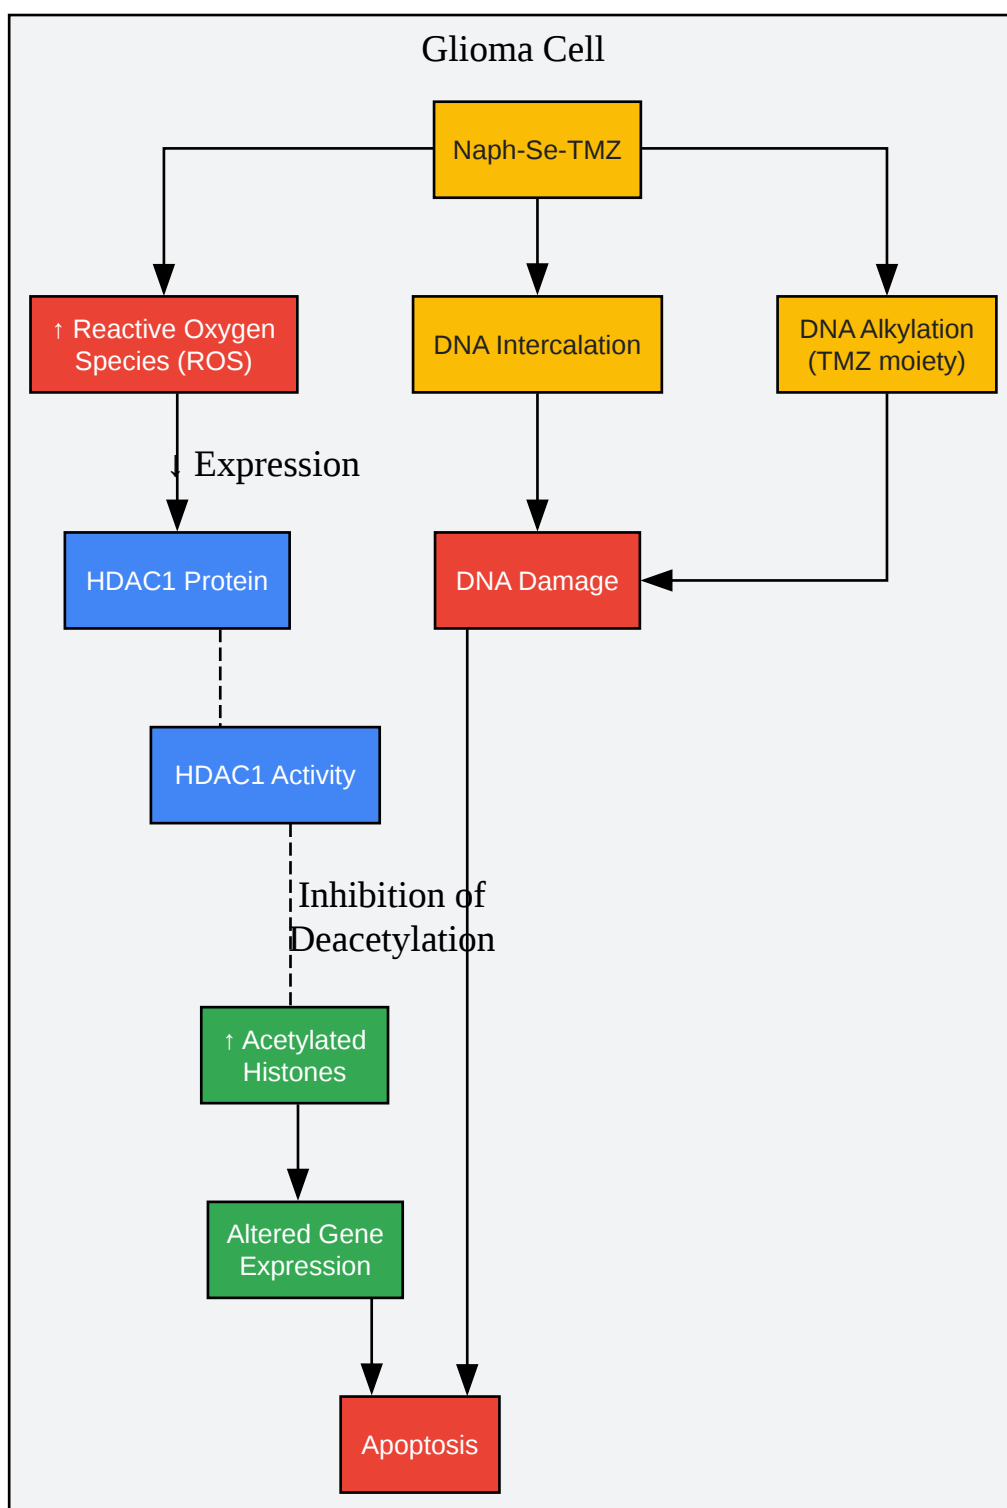 Glioma Cell
Naph-Se-TMZ
↑ Reactive Oxygen
Species (ROS)
DNA Intercalation
DNA Alkylation
(TMZ moiety)
↓ Expression
HDAC1 Protein
DNA Damage
HDAC1 Activity
Inhibition of
Deacetylation
↑ Acetylated
Histones
Altered Gene
Expression
Apoptosis